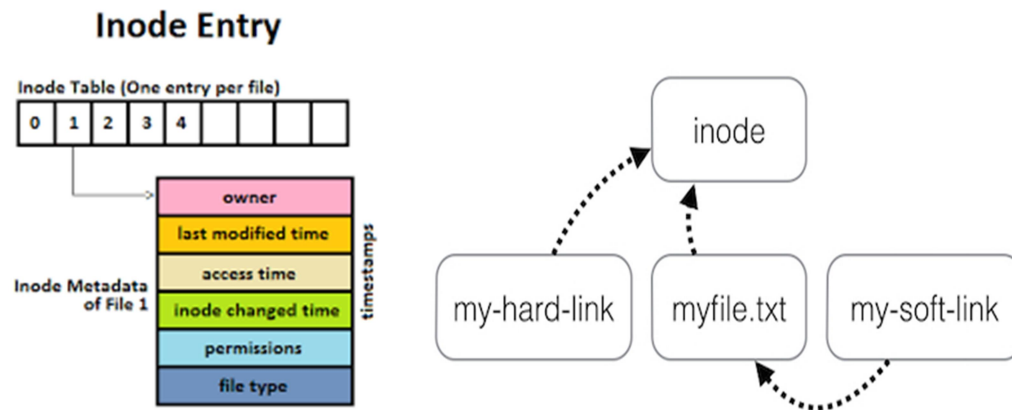 Inode Entry
Inode Table (One entry per file)
0 1 2 3 4
owner
last modified time
access time
inode changed time
permissions
file type
timestamps
Inode Metadata
of File 1
inode
my-hard-link
myfile.txt
my-soft-link